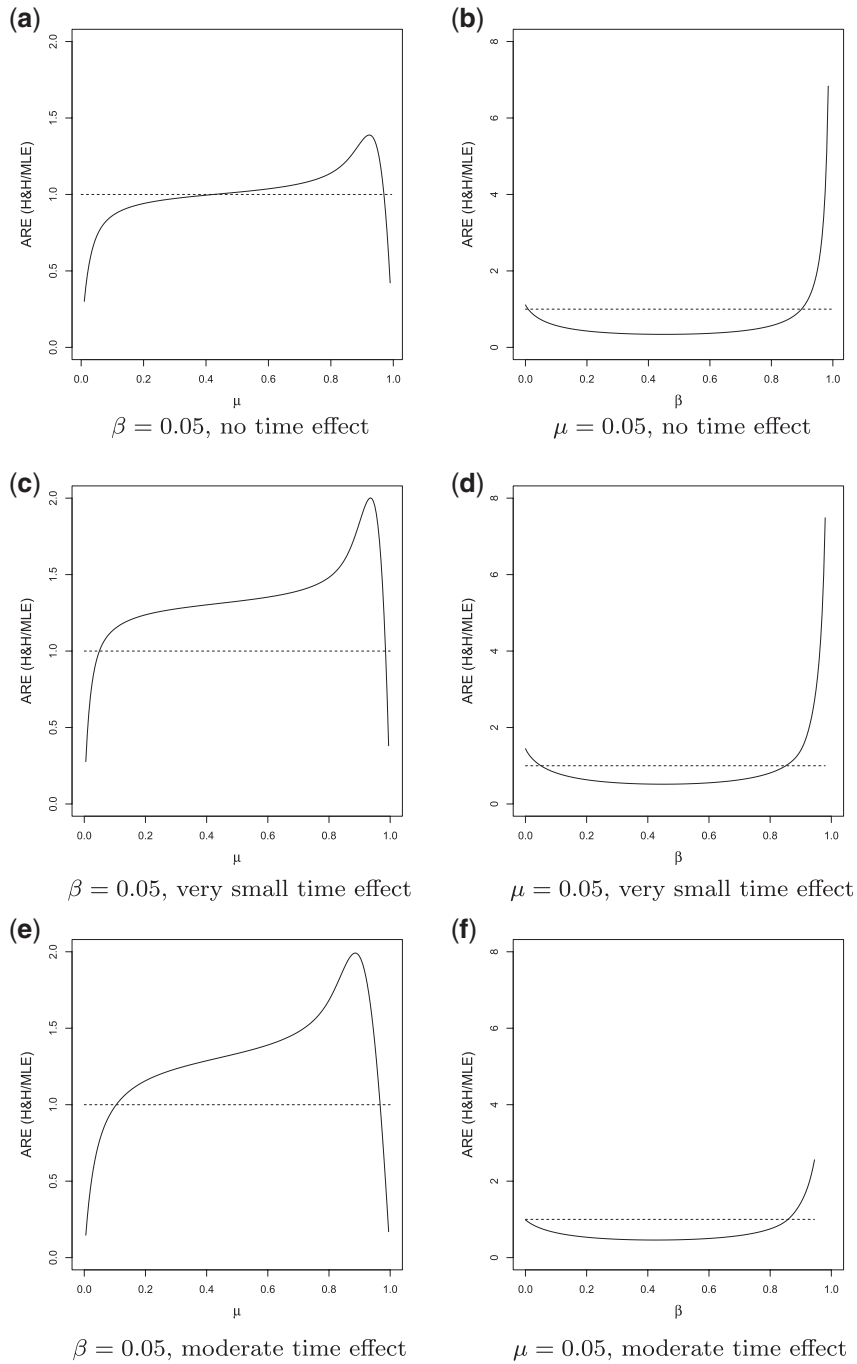 (a)
2.0
1.5
1.0
0.5
0.0
ARE (H&H/MLE)
0.0 0.2 0.4 0.6 0.8 1.0
μ
β = 0.05, no time effect
(b)
8
6
4
2
0
ARE (H&H/MLE)
0.0 0.2 0.4 0.6 0.8 1.0
β
μ = 0.05, no time effect
(c)
2.0
1.5
1.0
0.5
0.0
ARE (H&H/MLE)
0.0 0.2 0.4 0.6 0.8 1.0
μ
β = 0.05, very small time effect
(d)
8
6
4
2
0
ARE (H&H/MLE)
0.0 0.2 0.4 0.6 0.8 1.0
β
μ = 0.05, very small time effect
(e)
2.0
1.5
1.0
0.5
0.0
ARE (H&H/MLE)
0.0 0.2 0.4 0.6 0.8 1.0
μ
β = 0.05, moderate time effect
(f)
8
6
4
2
0
ARE (H&H/MLE)
0.0 0.2 0.4 0.6 0.8 1.0
β
μ = 0.05, moderate time effect